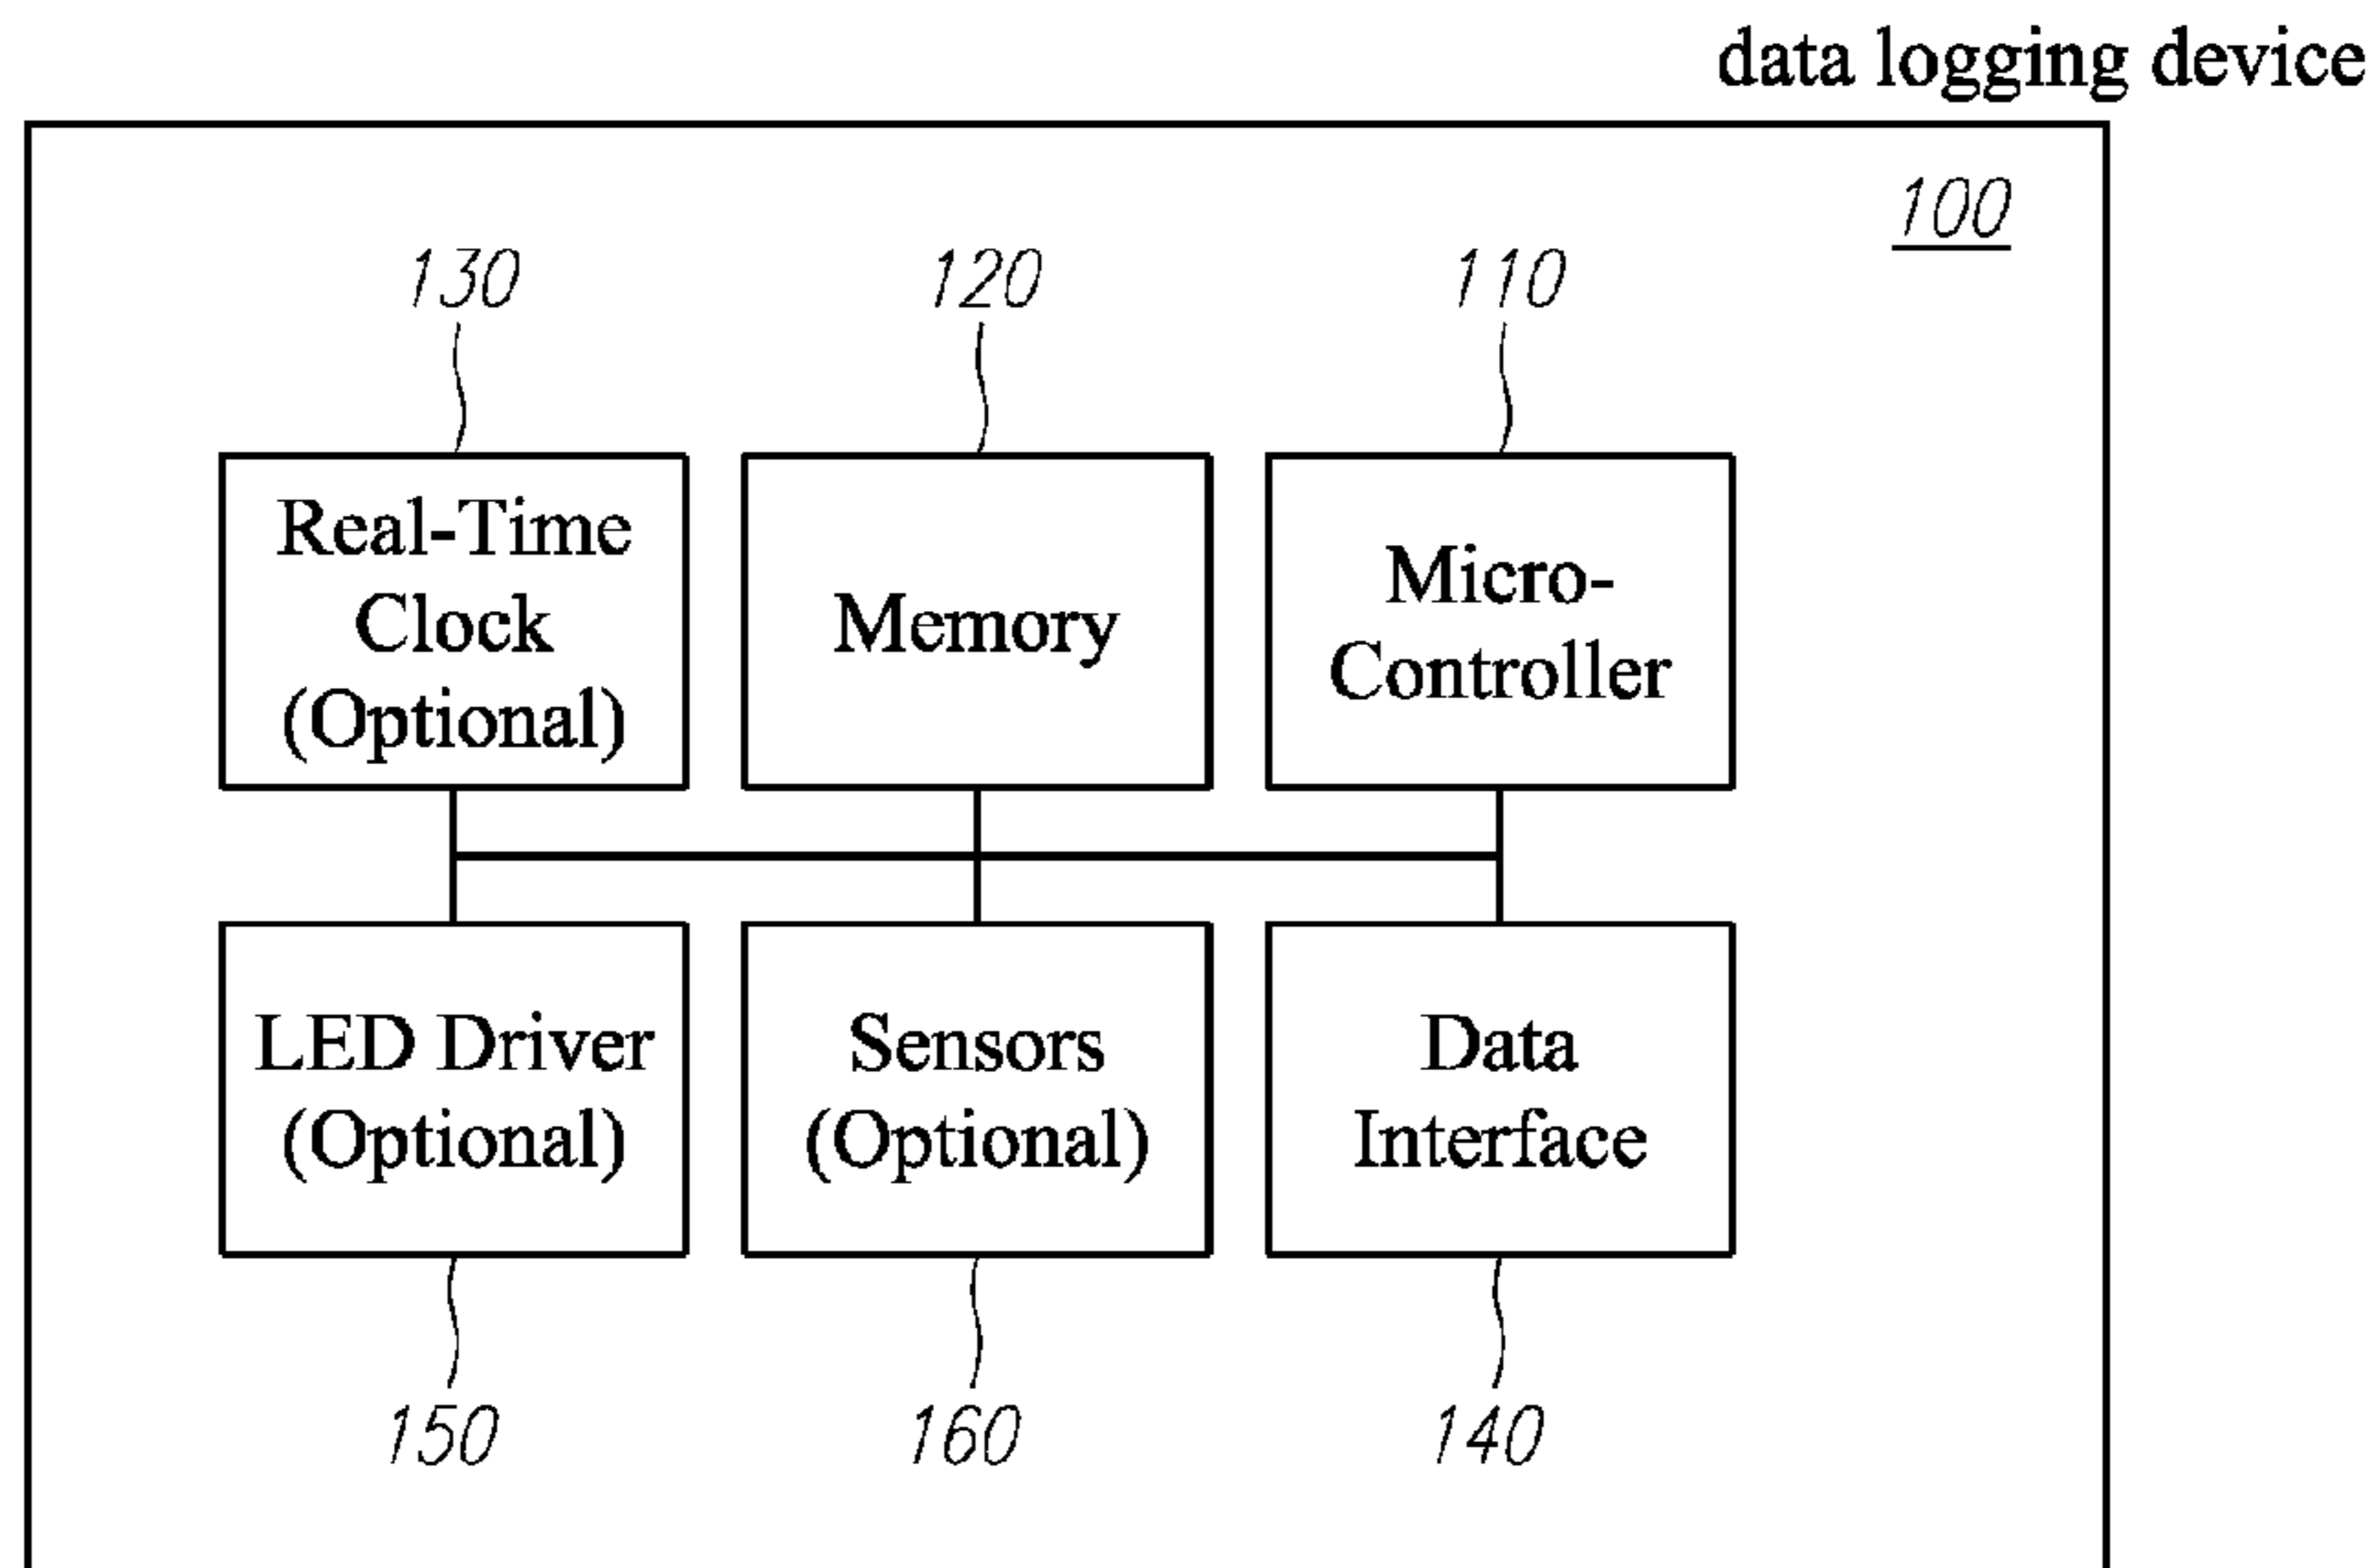 data logging device
100
130
120
110
Real-Time
Clock
(Optional)
Memory
Micro-
Controller
LED Driver
(Optional)
Sensors
(Optional)
Data
Interface
150
160
140